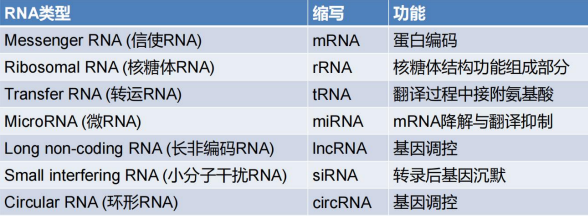 RNA类型 缩写 功能
Messenger RNA (信使RNA) mRNA 蛋白编码
Ribosomal RNA (核糖体RNA) rRNA 核糖体结构功能组成部分
Transfer RNA (转运RNA) tRNA 翻译过程中接附氨基酸
MicroRNA (微RNA) miRNA mRNA降解与翻译抑制
Long non-coding RNA (长非编码RNA) lncRNA 基因调控
Small interfering RNA (小分子干扰RNA) siRNA 转录后基因沉默
Circular RNA (环形RNA) circRNA 基因调控